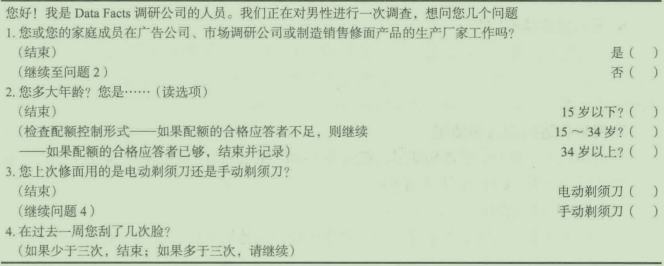 您好！我是 Data Facts 调研公司的人员。我们正在对男性进行一次调查，想问您几个问题
1. 您或您的家庭成员在广告公司、市场调研公司或制造销售修面产品的生产厂家工作吗？
（结束） 是（ ）
（继续至问题 2） 否（ ）
2. 您多大年龄？您是……（读选项）
（结束） 15 岁以下？（ ）
（检查配额控制形式——如果配额的合格应答者不足，则继续 15 ～ 34 岁？（ ）
——如果配额的合格应答者已够，结束并记录） 34 岁以上？（ ）
3. 您上次修面用的是电动剃须刀还是手动剃须刀？
（结束） 电动剃须刀（ ）
（继续问题 4） 手动剃须刀（ ）
4. 在过去一周您刮了几次脸？
（如果少于三次，结束；如果多于三次，请继续）